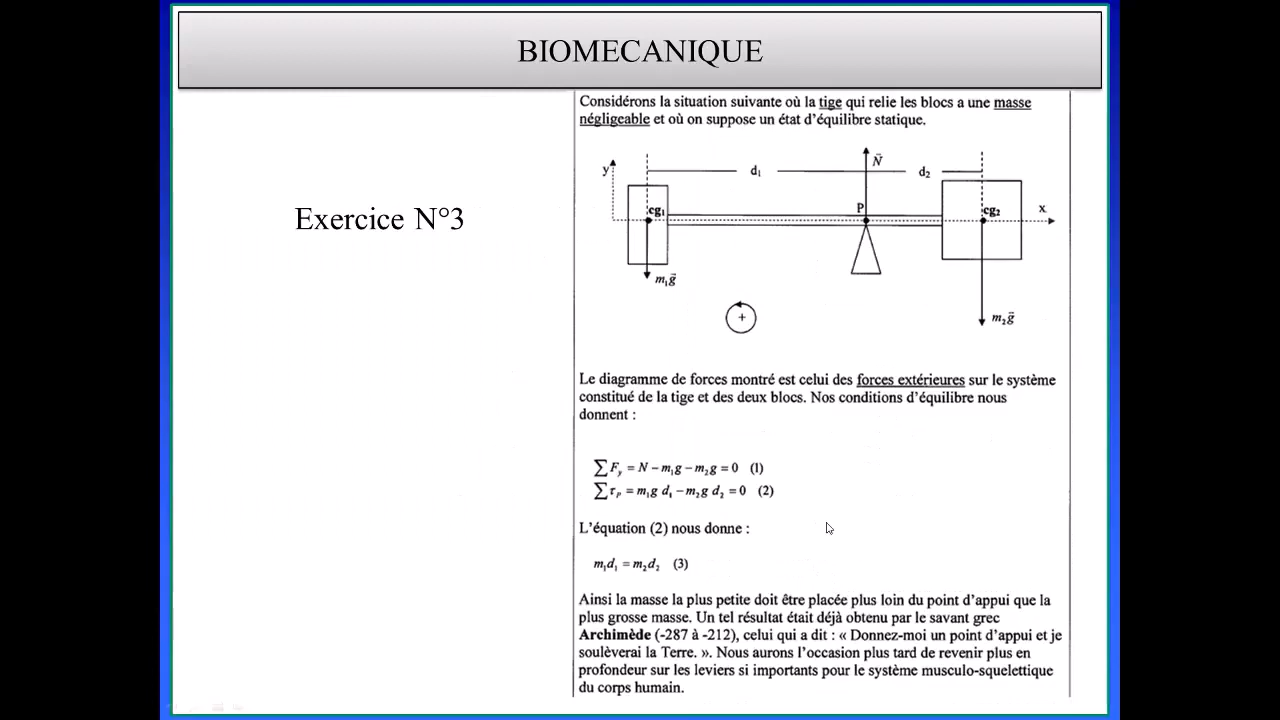 BIOMECANIQUE
Exercice N°3
Considérons la situation suivante où la tige qui relie les blocs a une masse
négligeable et où on suppose un état d'équilibre statique.
y
d₁
N⃗
d₂
cg₁
P
cg₂
x
m₁g⃗
+
m₂g⃗
Le diagramme de forces montré est celui des forces extérieures sur le système
constitué de la tige et des deux blocs. Nos conditions d'équilibre nous
donnent :
∑ Fᵧ = N − m₁g − m₂g = 0 (1)
∑ τₚ = m₁g d₁ − m₂g d₂ = 0 (2)
L'équation (2) nous donne :
m₁d₁ = m₂d₂ (3)
Ainsi la masse la plus petite doit être placée plus loin du point d'appui que la
plus grosse masse. Un tel résultat était déjà obtenu par le savant grec
Archimède (-287 à -212), celui qui a dit : « Donnez-moi un point d'appui et je
soulèverai la Terre. ». Nous aurons l'occasion plus tard de revenir plus en
profondeur sur les leviers si importants pour le système musculo-squelettique
du corps humain.